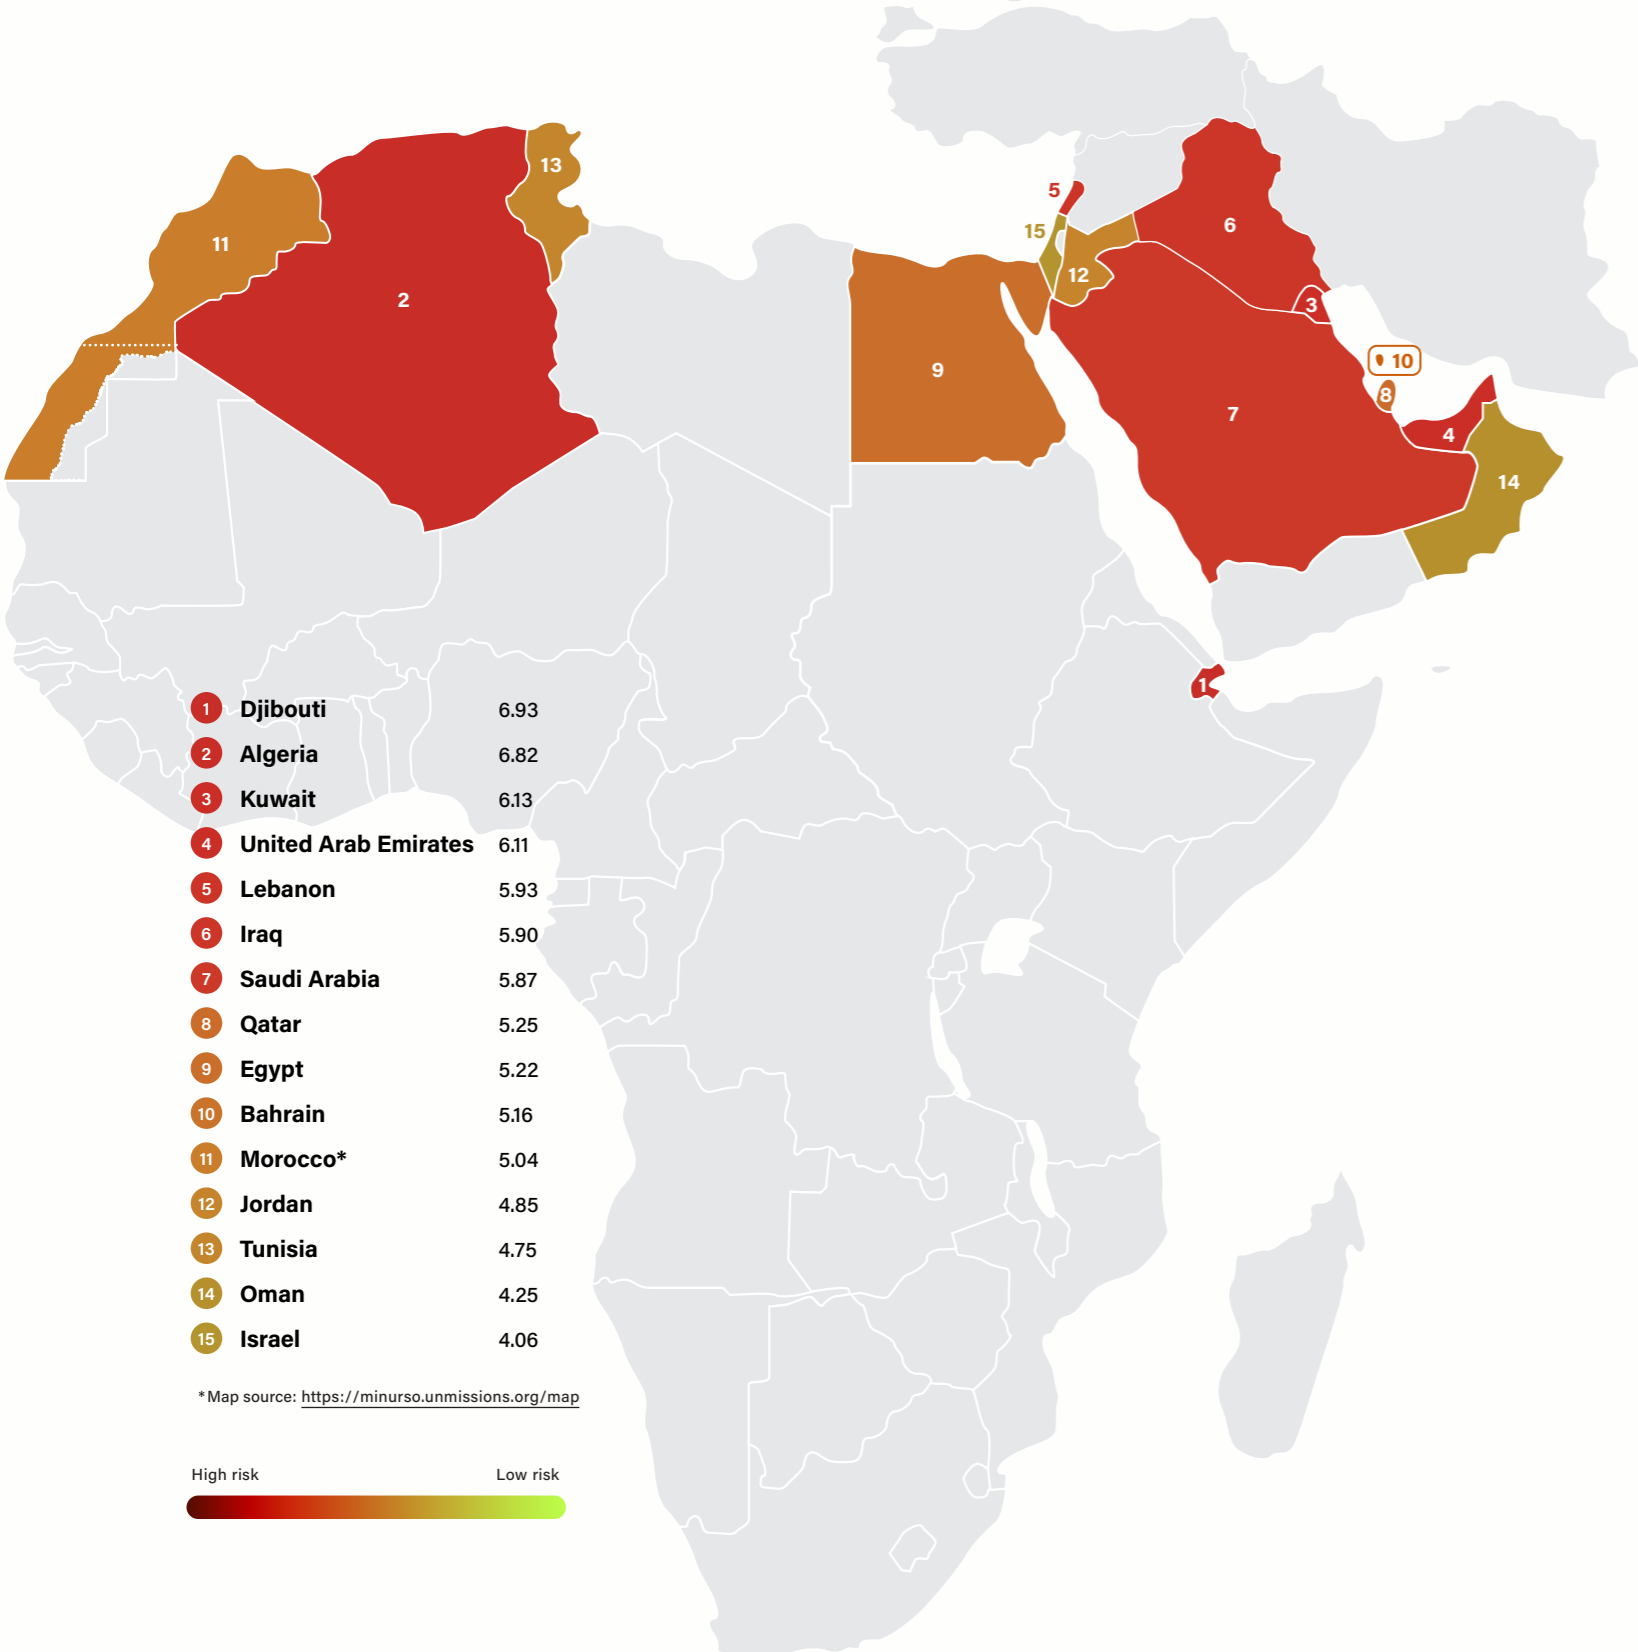 13
5
11
15
6
12
2
3
10
9
8
7
4
14
1
1 Djibouti 6.93
2 Algeria 6.82
3 Kuwait 6.13
4 United Arab Emirates 6.11
5 Lebanon 5.93
6 Iraq 5.90
7 Saudi Arabia 5.87
8 Qatar 5.25
9 Egypt 5.22
10 Bahrain 5.16
11 Morocco* 5.04
12 Jordan 4.85
13 Tunisia 4.75
14 Oman 4.25
15 Israel 4.06
*Map source: https://minurso.unmissions.org/map
High risk Low risk